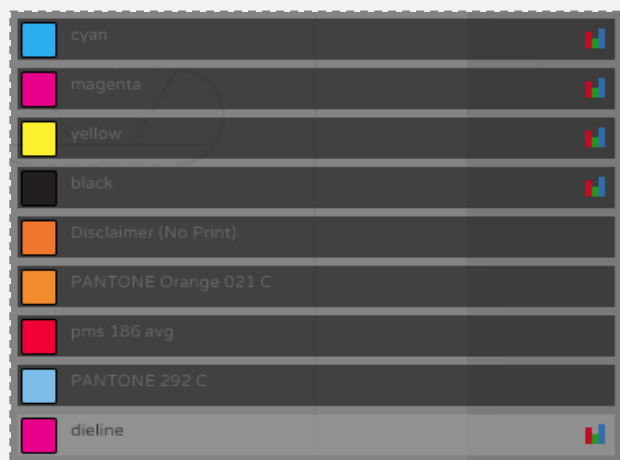 cyan
magenta
yellow
black
Disclaimer (No Print)
PANTONE Orange 021 C
pms 186 avg
PANTONE 292 C
dieline